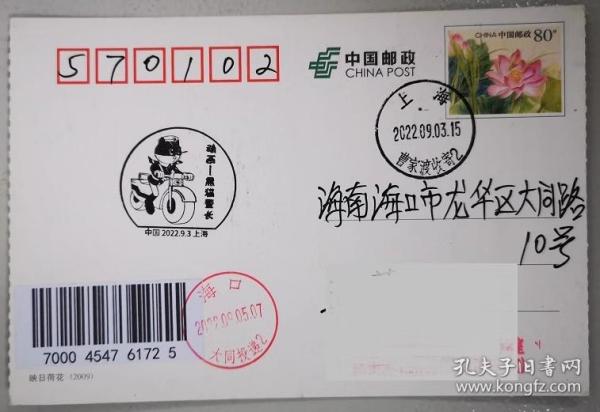 570102
中国邮政
CHINA POST
CHINA 中国邮政 80分
上海
2022.09.03.15
曹家渡收寄2
动画—黑猫警长
中国 2022.9.3 上海
海南海口市龙华区大同路
10号
海口
2022.09.05.07
大同投递2
7000 4547 6172 5
映日荷花 (2009)
孔夫子旧书网
www.kongfz.com